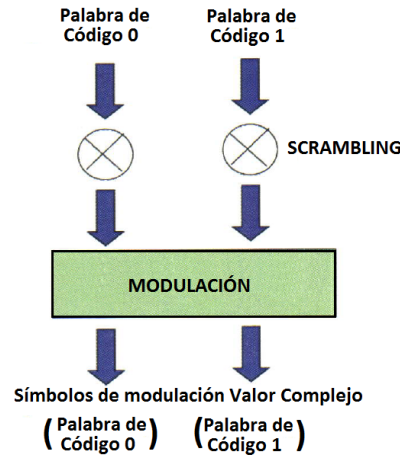 Palabra de
Código 0
Palabra de
Código 1
SCRAMBLING
MODULACIÓN
Símbolos de modulación Valor Complejo
(Palabra de
Código 0)
(Palabra de
Código 1)